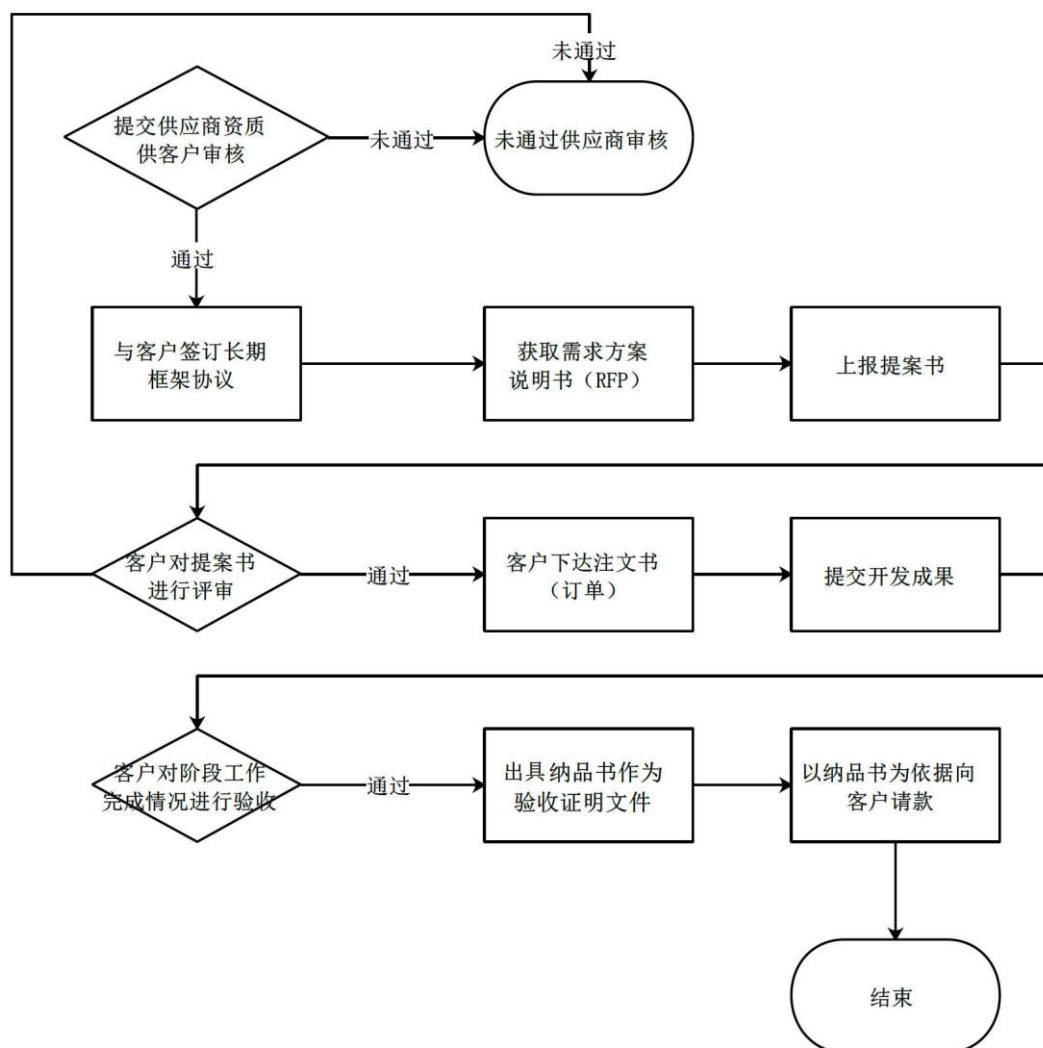 未通过
提交供应商资质
供客户审核
未通过
未通过供应商审核
通过
与客户签订长期
框架协议
获取需求方案
说明书（RFP）
上报提案书
客户对提案书
进行评审
通过
客户下达注文书
（订单）
提交开发成果
客户对阶段工作
完成情况进行验收
通过
出具纳品书作为
验收证明文件
以纳品书为依据向
客户请款
结束